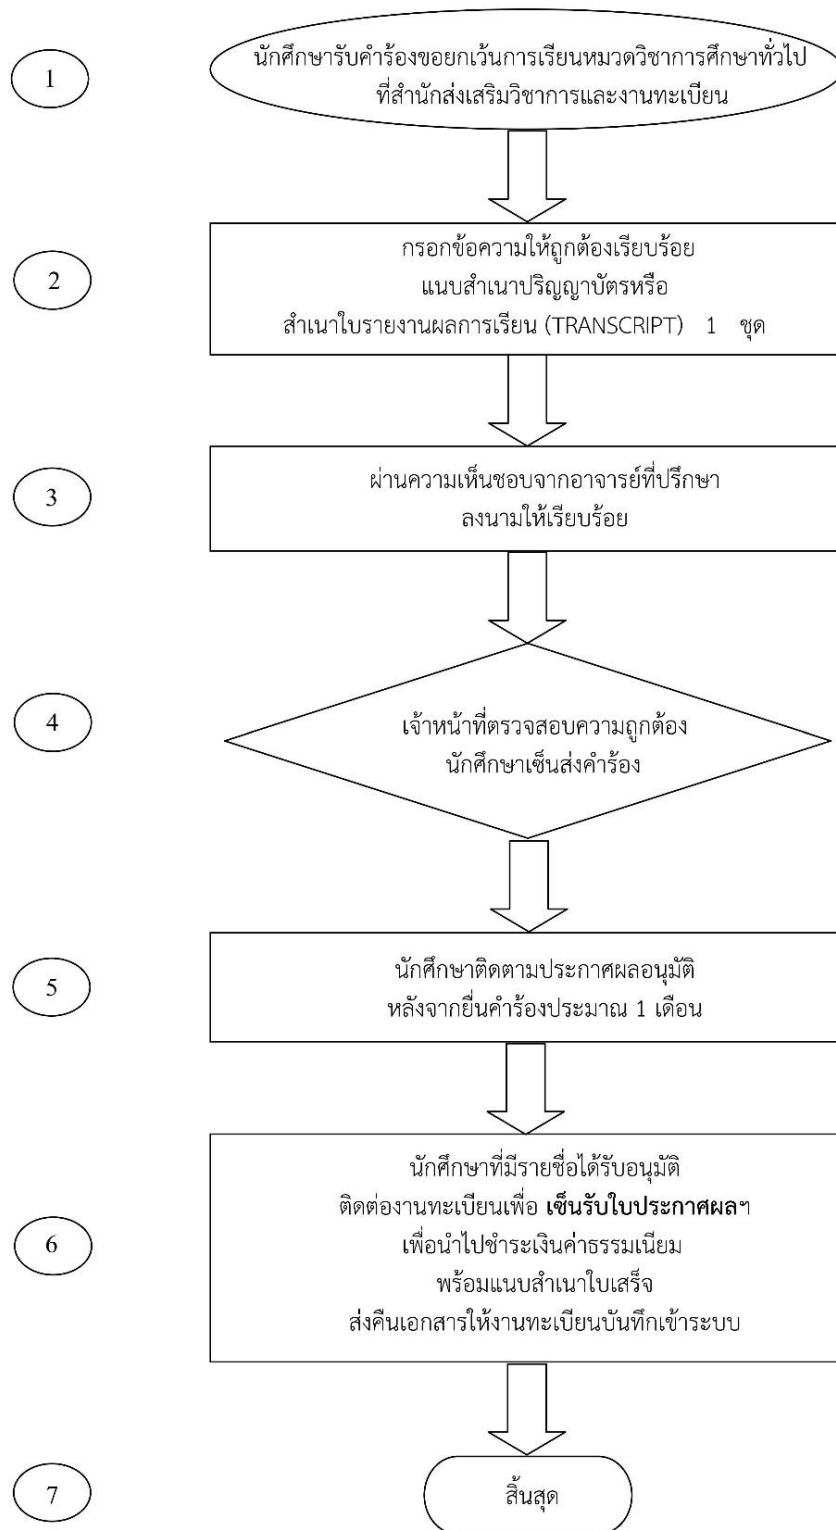 1
นักศึกษารับคำร้องขอยกเว้นการเรียนหมวดวิชาการศึกษาทั่วไป
ที่สำนักส่งเสริมวิชาการและงานทะเบียน
2
กรอกข้อความให้ถูกต้องเรียบร้อย
แนบสำเนาปริญญาบัตรหรือ
สำเนาใบรายงานผลการเรียน (TRANSCRIPT) 1 ชุด
3
ผ่านความเห็นชอบจากอาจารย์ที่ปรึกษา
ลงนามให้เรียบร้อย
4
เจ้าหน้าที่ตรวจสอบความถูกต้อง
นักศึกษาเซ็นส่งคำร้อง
5
นักศึกษาติดตามประกาศผลอนุมัติ
หลังจากยื่นคำร้องประมาณ 1 เดือน
6
นักศึกษาที่มีรายชื่อได้รับอนุมัติ
ติดต่องานทะเบียนเพื่อ เซ็นรับใบประกาศผลฯ
เพื่อนำไปชำระเงินค่าธรรมเนียม
พร้อมแนบสำเนาใบเสร็จ
ส่งคืนเอกสารให้งานทะเบียนบันทึกเข้าระบบ
7
สิ้นสุด